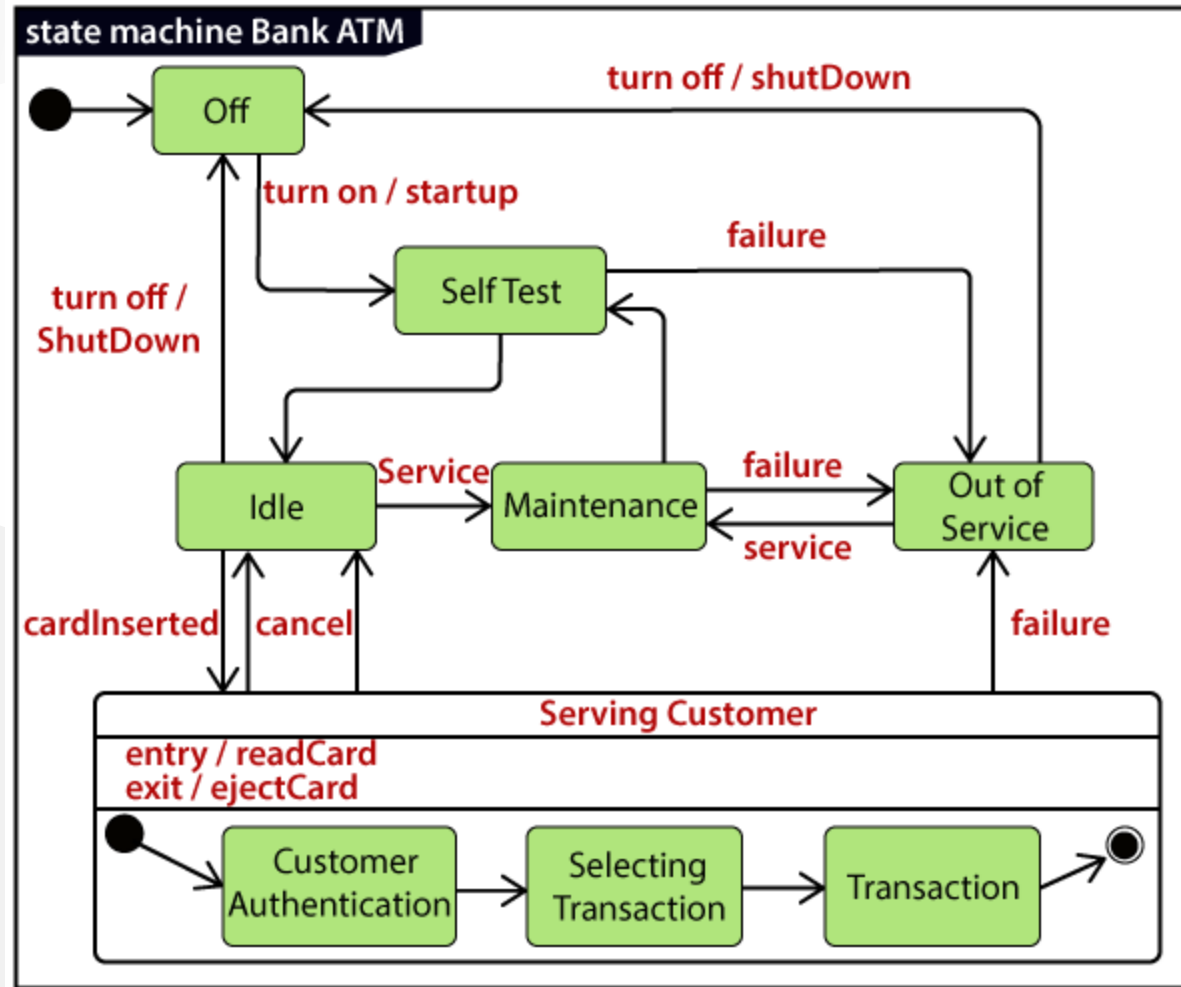 state machine Bank ATM
turn off / shutDown
Off
turn on / startup
failure
Self Test
turn off /
ShutDown
Service
failure
Out of
Service
Idle
Maintenance
service
cardInserted
cancel
failure
Serving Customer
entry / readCard
exit / ejectCard
Customer
Authentication
Selecting
Transaction
Transaction